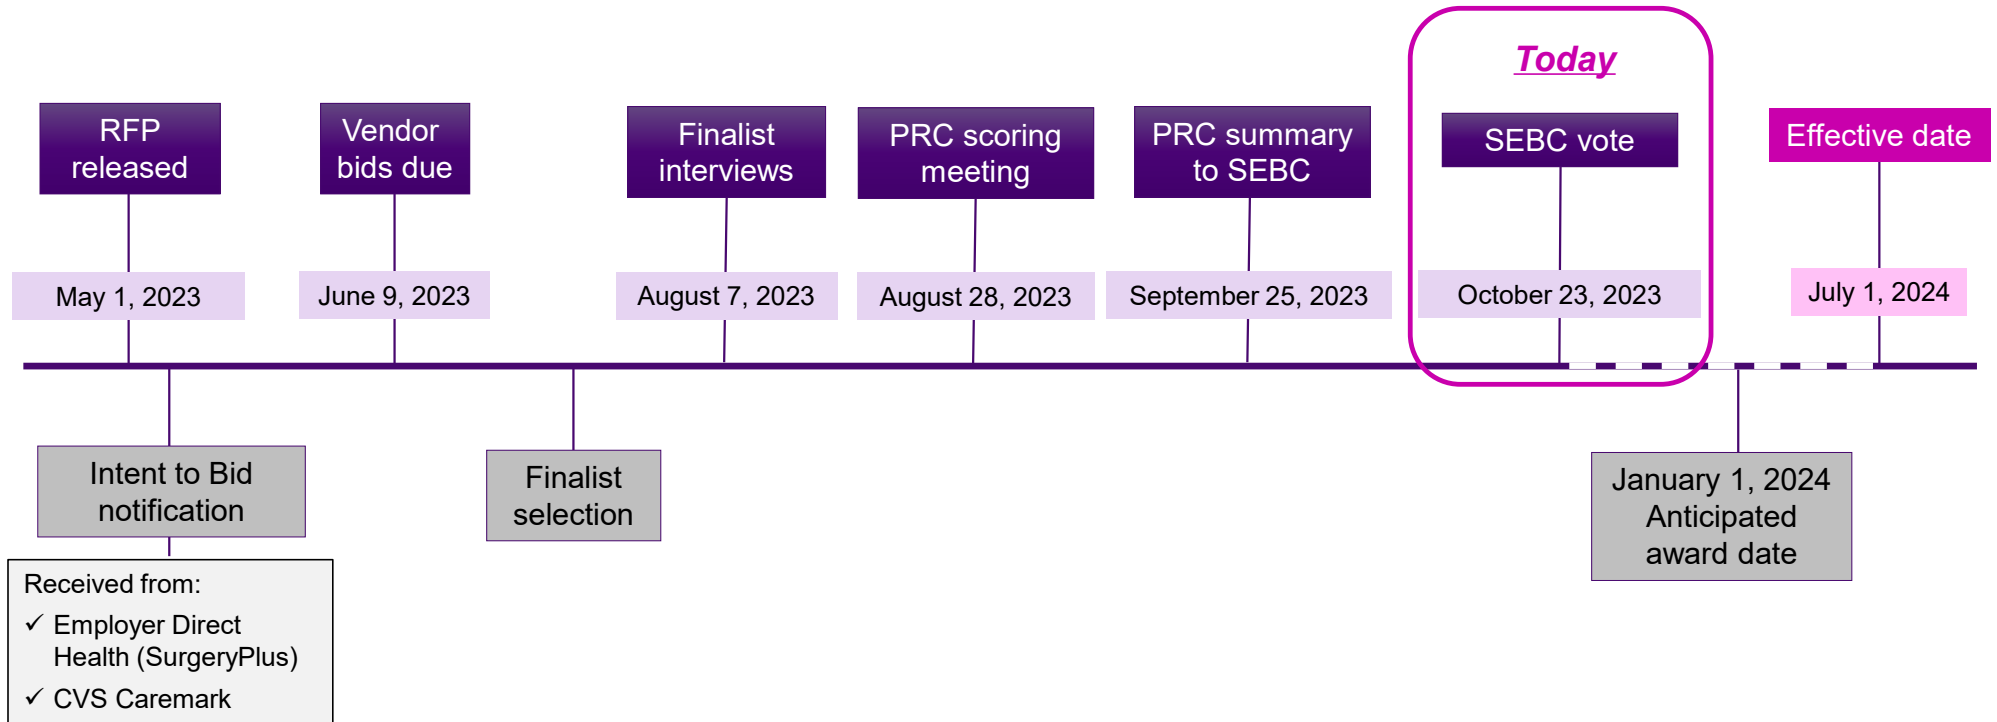 Today
RFP
released
Vendor
bids due
Finalist
interviews
PRC scoring
meeting
PRC summary
to SEBC
SEBC vote
Effective date
May 1, 2023
June 9, 2023
August 7, 2023
August 28, 2023
September 25, 2023
October 23, 2023
July 1, 2024
Intent to Bid
notification
Finalist
selection
January 1, 2024
Anticipated
award date
Received from:
✓ Employer Direct
Health (SurgeryPlus)
✓ CVS Caremark